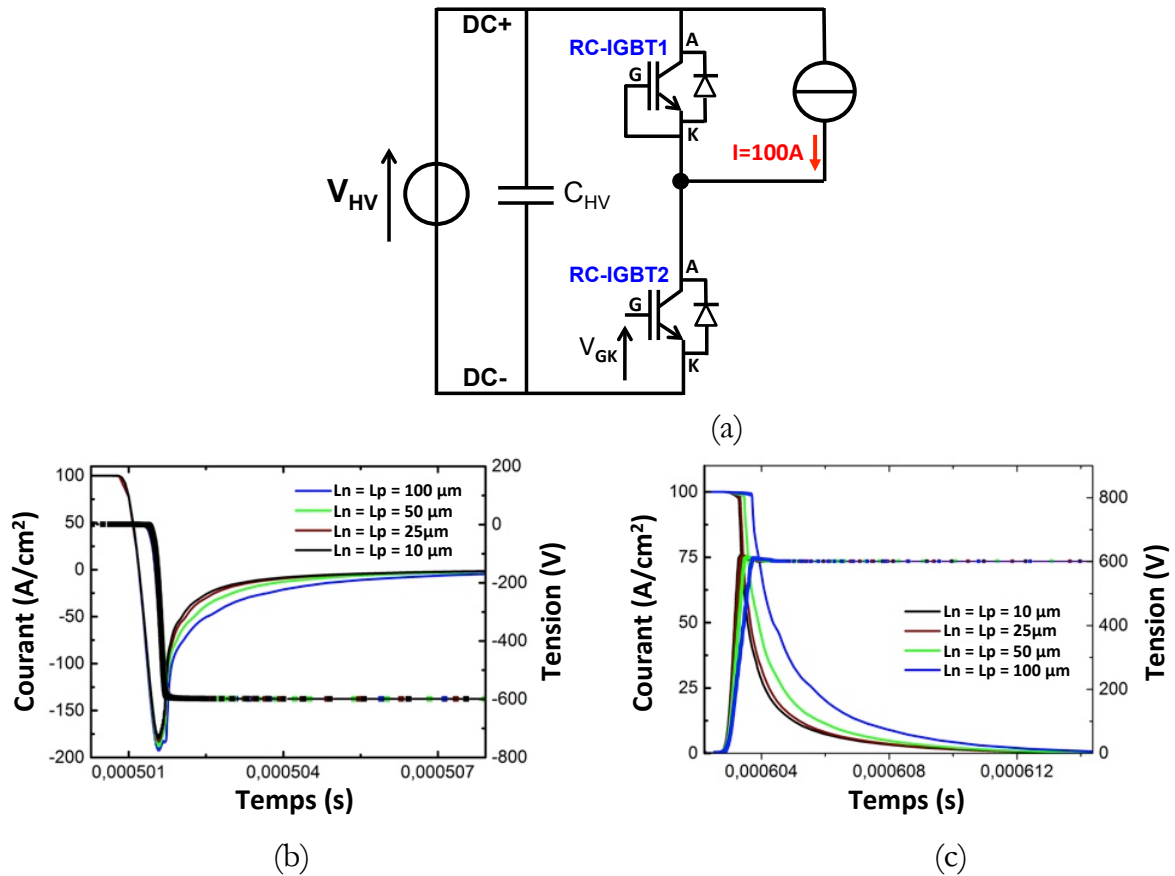 DC+
RC-IGBT1
A
G
K
I=100A
V_HV
C_HV
RC-IGBT2
A
G
V_GK
K
DC-
(a)
Courant (A/cm²)
100
50
0
-50
-100
-150
-200
Ln = Lp = 100 µm
Ln = Lp = 50 µm
Ln = Lp = 25µm
Ln = Lp = 10 µm
200
0
-200
-400
-600
-800
Tension (V)
0,000501
0,000504
0,000507
Temps (s)
(b)
Courant (A/cm²)
100
75
50
25
0
Ln = Lp = 10 µm
Ln = Lp = 25µm
Ln = Lp = 50 µm
Ln = Lp = 100 µm
800
600
400
200
0
Tension (V)
0,000604
0,000608
0,000612
Temps (s)
(c)